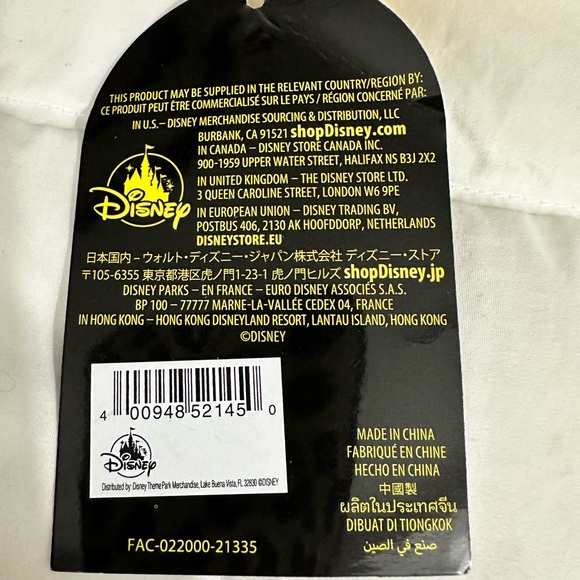 THIS PRODUCT MAY BE SUPPLIED IN THE RELEVANT COUNTRY/REGION BY:
CE PRODUIT PEUT ÊTRE COMMERCIALISÉ SUR LE PAYS / RÉGION CONCERNÉ PAR:
IN U.S.– DISNEY MERCHANDISE SOURCING & DISTRIBUTION, LLC
BURBANK, CA 91521 shopDisney.com
IN CANADA – DISNEY STORE CANADA INC.
900-1959 UPPER WATER STREET, HALIFAX NS B3J 2X2
DISNEY
IN UNITED KINGDOM – THE DISNEY STORE LTD.
3 QUEEN CAROLINE STREET, LONDON W6 9PE
IN EUROPEAN UNION – DISNEY TRADING BV,
POSTBUS 406, 2130 AK HOOFDDORP, NETHERLANDS
DISNEYSTORE.EU
日本国内 – ウォルト・ディズニー・ジャパン株式会社 ディズニー・ストア
〒105-6355 東京都港区虎ノ門1-23-1 虎ノ門ヒルズ shopDisney.jp
DISNEY PARKS – EN FRANCE – EURO DISNEY ASSOCIÉS S.A.S.
BP 100 – 77777 MARNE-LA-VALLÉE CEDEX 04, FRANCE
IN HONG KONG – HONG KONG DISNEYLAND RESORT, LANTAU ISLAND, HONG KONG
©DISNEY
4 00948 52145 0
DISNEY
Distributed by: Disney Theme Park Merchandise, Lake Buena Vista, FL 32830 ©DISNEY
MADE IN CHINA
FABRIQUÉ EN CHINE
HECHO EN CHINA
中國製
ผลิตในประเทศจีน
DIBUAT DI TIONGKOK
صنع في الصين
FAC-022000-21335